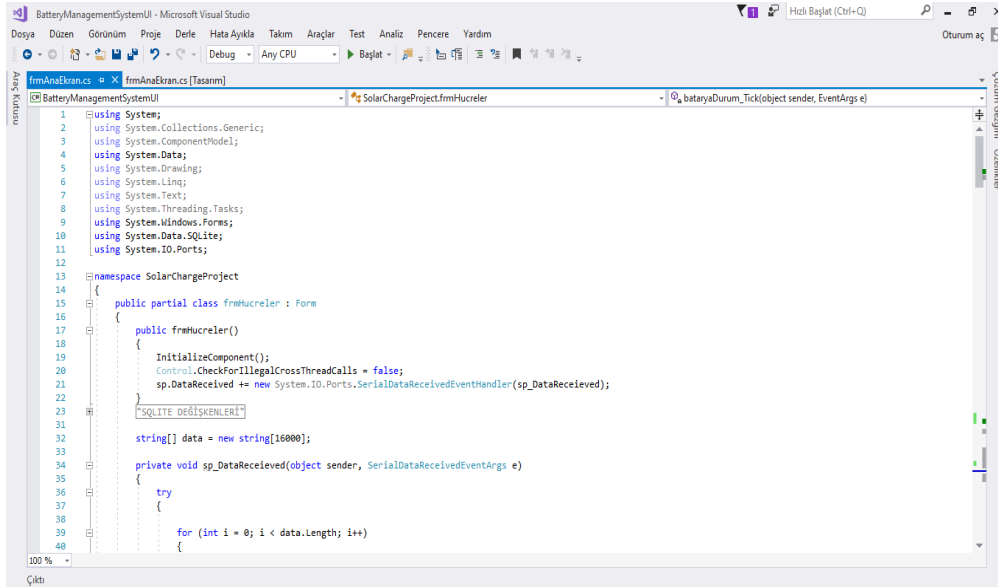 BatteryManagementSystemUI - Microsoft Visual Studio
1
Hızlı Başlat (Ctrl+Q)
Dosya Düzen Görünüm Proje Derle Hata Ayıkla Takım Araçlar Test Analiz Pencere Yardım
Oturum aç
Debug Any CPU Başlat
Araç Kutusu
frmAnaEkran.cs frmAnaEkran.cs [Tasarım]
BatteryManagementSystemUI SolarChargeProject.frmHucreler bataryaDurum_Tick(object sender, EventArgs e)
1 using System;
2 using System.Collections.Generic;
3 using System.ComponentModel;
4 using System.Data;
5 using System.Drawing;
6 using System.Linq;
7 using System.Text;
8 using System.Threading.Tasks;
9 using System.Windows.Forms;
10 using System.Data.SQLite;
11 using System.IO.Ports;
12
13 namespace SolarChargeProject
14 {
15 public partial class frmHucreler : Form
16 {
17 public frmHucreler()
18 {
19 InitializeComponent();
20 Control.CheckForIllegalCrossThreadCalls = false;
21 sp.DataReceived += new System.IO.Ports.SerialDataReceivedEventHandler(sp_DataReceieved);
22 }
23 "SQLITE DEĞİŞKENLERİ"
31
32 string[] data = new string[16000];
33
34 private void sp_DataReceieved(object sender, SerialDataReceivedEventArgs e)
35 {
36 try
37 {
38
39 for (int i = 0; i < data.Length; i++)
40 {
100 %
Çıktı